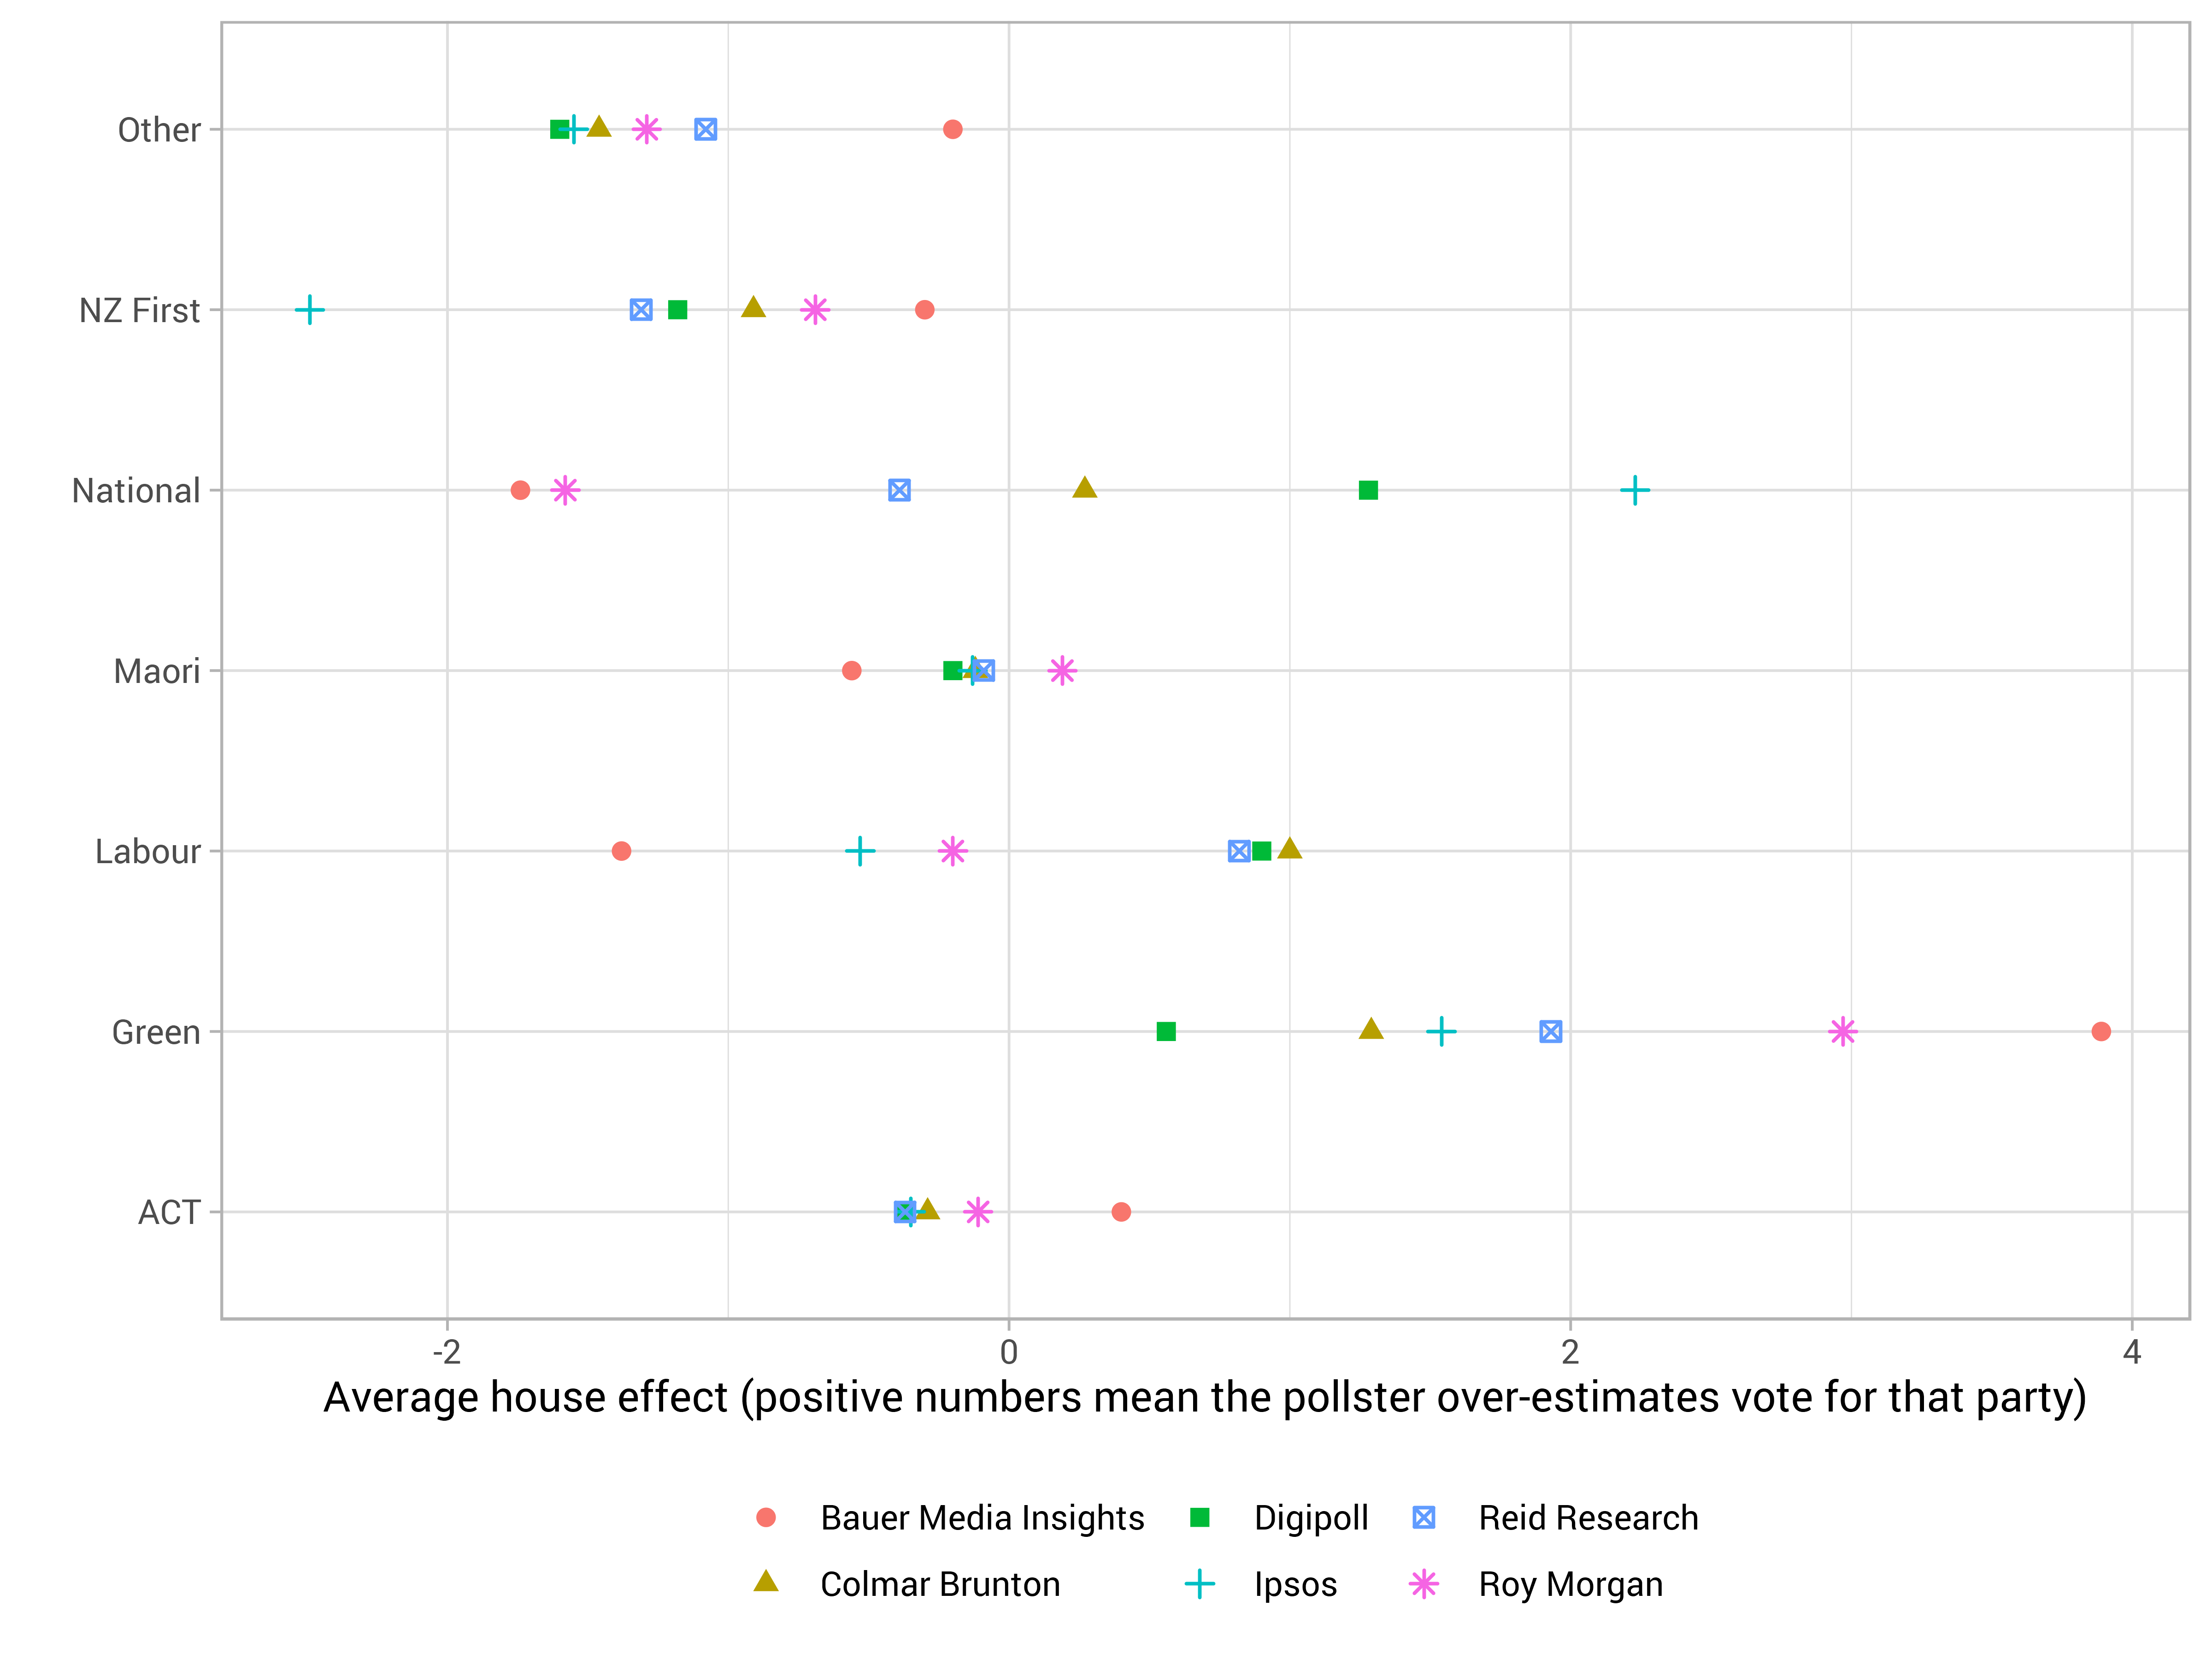 Other
NZ First
National
Maori
Labour
Green
ACT
-2 0 2 4
Average house effect (positive numbers mean the pollster over-estimates vote for that party)
Bauer Media Insights Digipoll Reid Research
Colmar Brunton Ipsos Roy Morgan